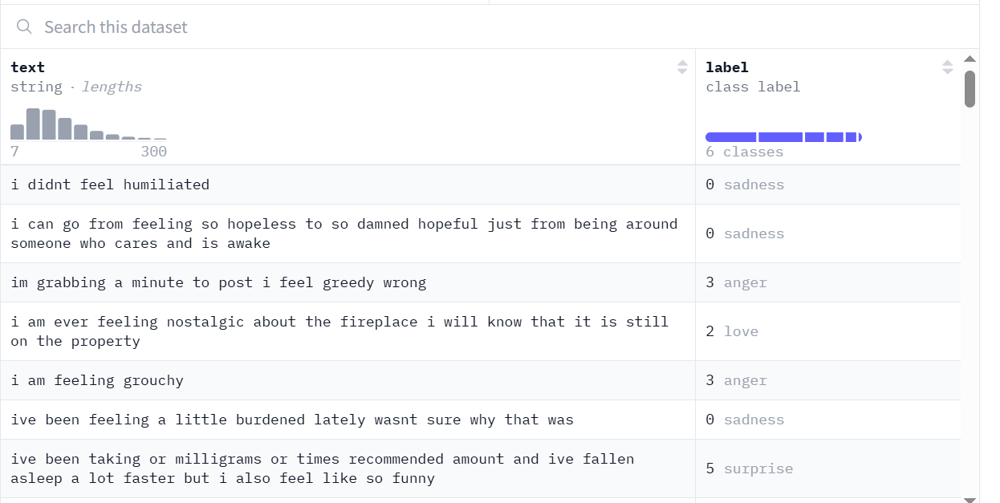 Search this dataset
text
string · lengths
7
300
label
class label
6 classes
i didnt feel humiliated
0 sadness
i can go from feeling so hopeless to so damned hopeful just from being around
someone who cares and is awake
0 sadness
im grabbing a minute to post i feel greedy wrong
3 anger
i am ever feeling nostalgic about the fireplace i will know that it is still
on the property
2 love
i am feeling grouchy
3 anger
ive been feeling a little burdened lately wasnt sure why that was
0 sadness
ive been taking or milligrams or times recommended amount and ive fallen
asleep a lot faster but i also feel like so funny
5 surprise